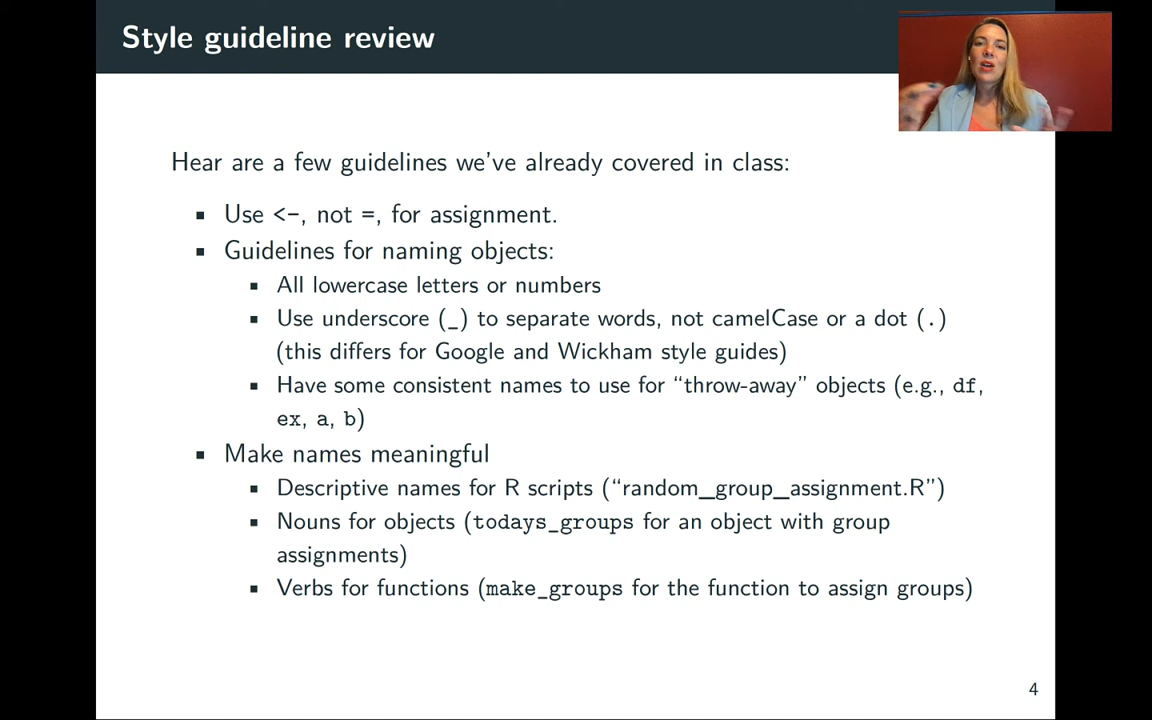 Style guideline review
Hear are a few guidelines we've already covered in class:
▪ Use <-, not =, for assignment.
▪ Guidelines for naming objects:
▪ All lowercase letters or numbers
▪ Use underscore (_) to separate words, not camelCase or a dot (.)
(this differs for Google and Wickham style guides)
▪ Have some consistent names to use for “throw-away” objects (e.g., df,
ex, a, b)
▪ Make names meaningful
▪ Descriptive names for R scripts (“random_group_assignment.R”)
▪ Nouns for objects (todays_groups for an object with group
assignments)
▪ Verbs for functions (make_groups for the function to assign groups)
4